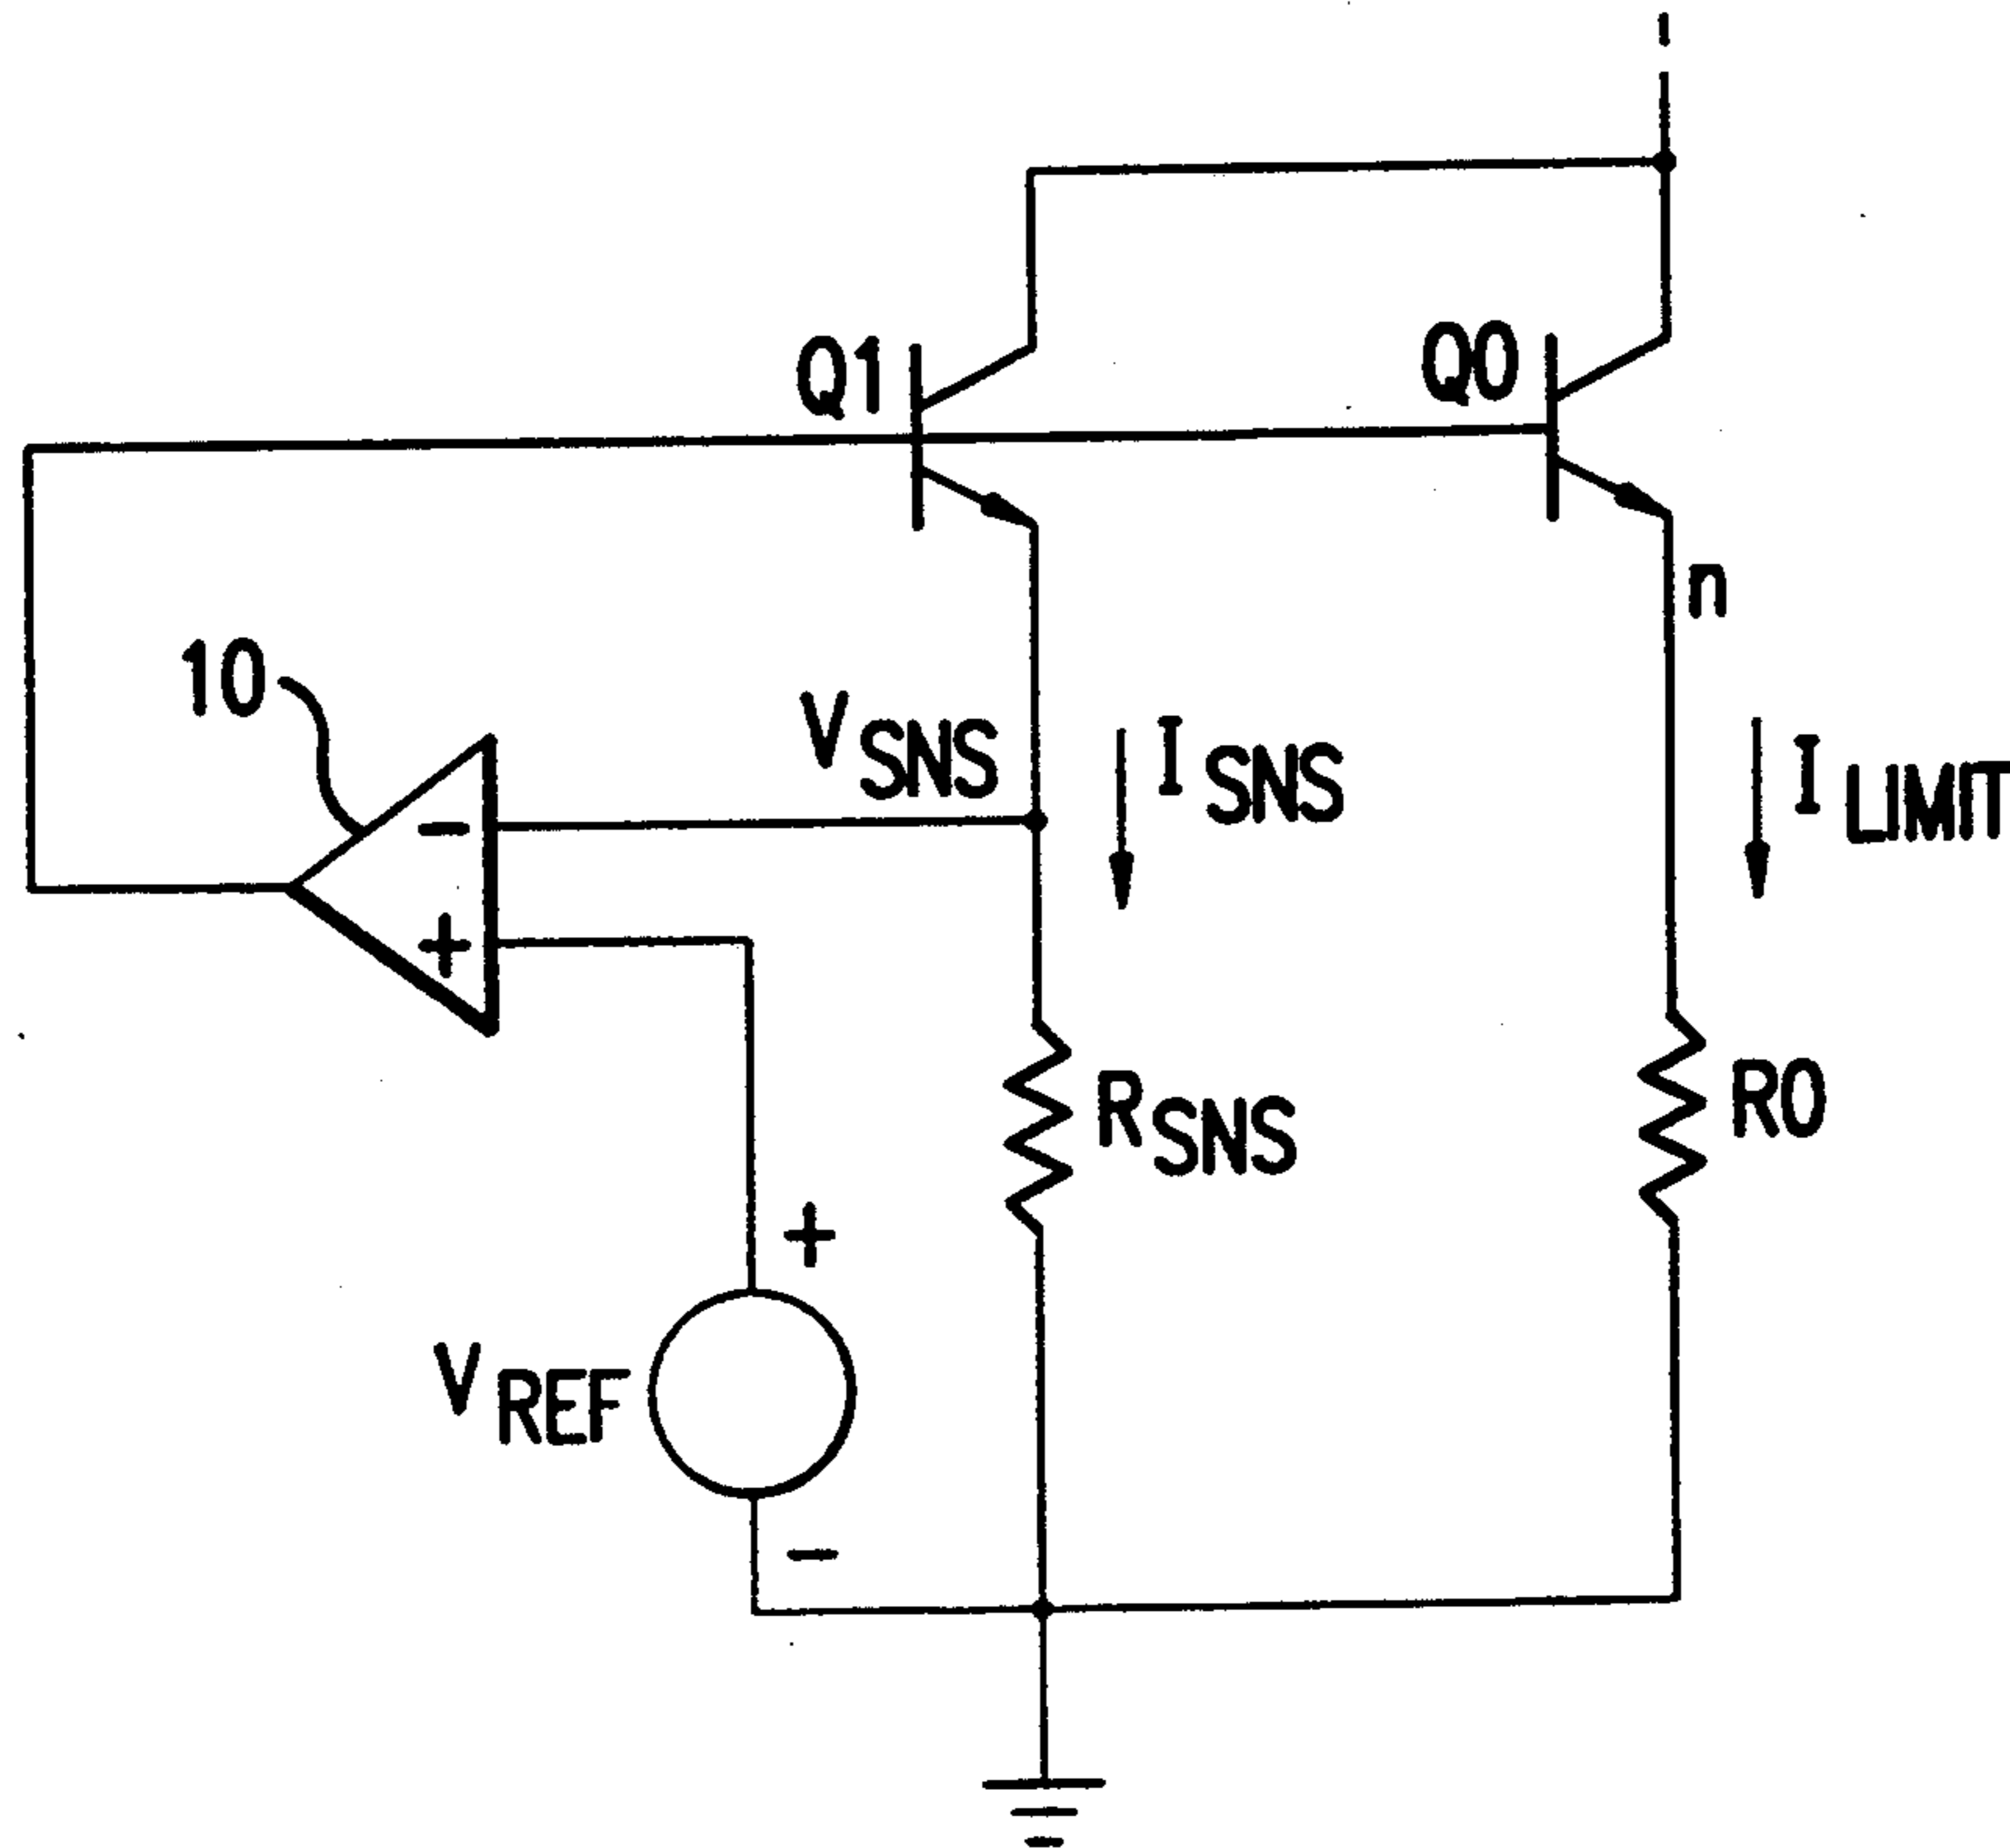 Q1
Q0
n
10
V SNS
I SNS
I LIMIT
-
+
R SNS
R0
+
V REF
-